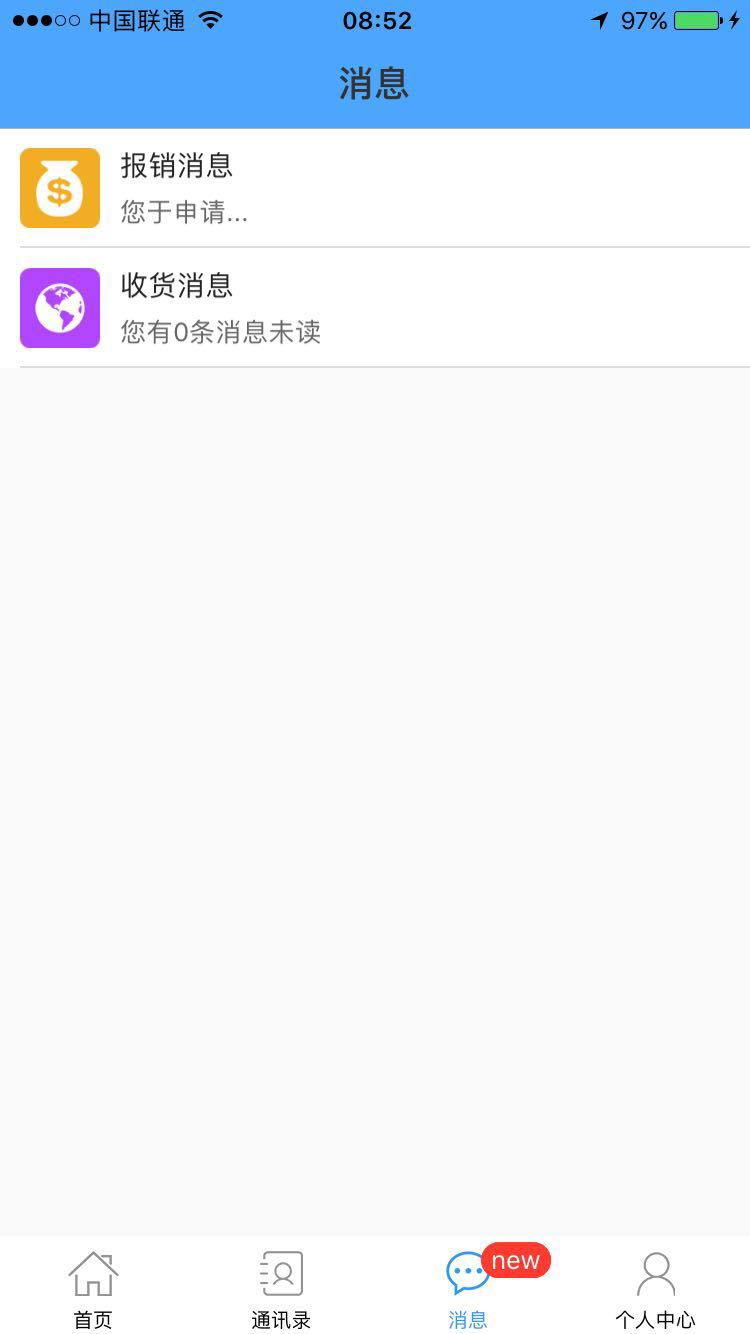 中国联通 08:52 97%
消息
报销消息
您于申请...
收货消息
您有0条消息未读
new
首页 通讯录 消息 个人中心